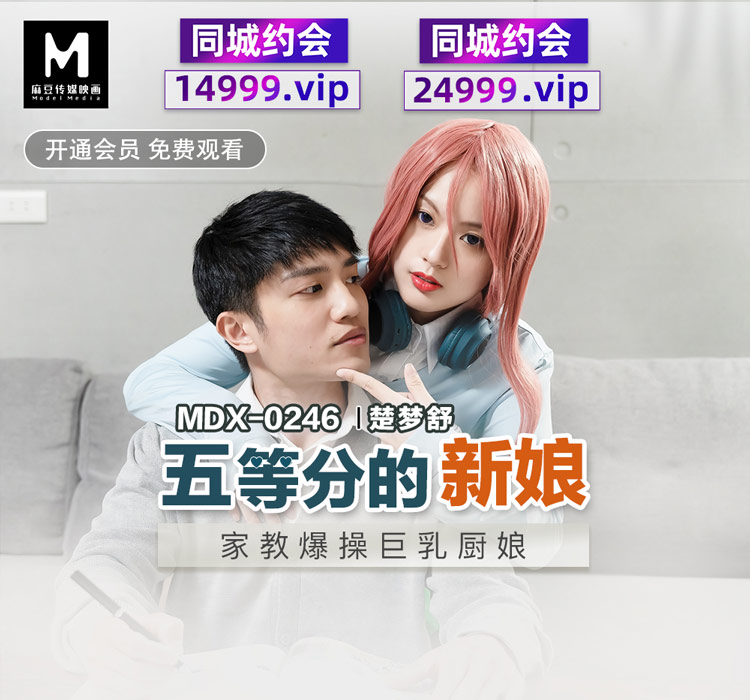 同城约会
14999.vip
同城约会
24999.vip
M
麻豆传媒映画
Model Media
开通会员 免费观看
MDX-0246 | 楚梦舒
五等分的新娘
家教爆操巨乳厨娘